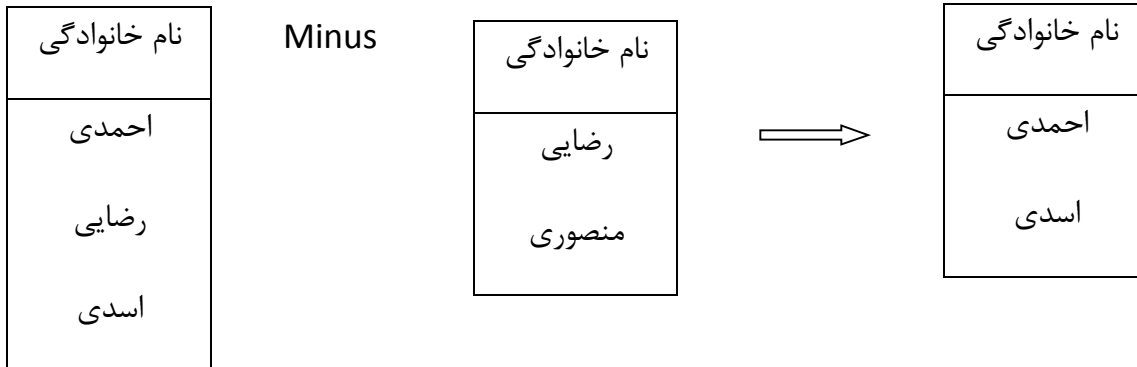 نام خانوادگی
احمدی
رضایی
اسدی
Minus
نام خانوادگی
رضایی
منصوری
نام خانوادگی
احمدی
اسدی